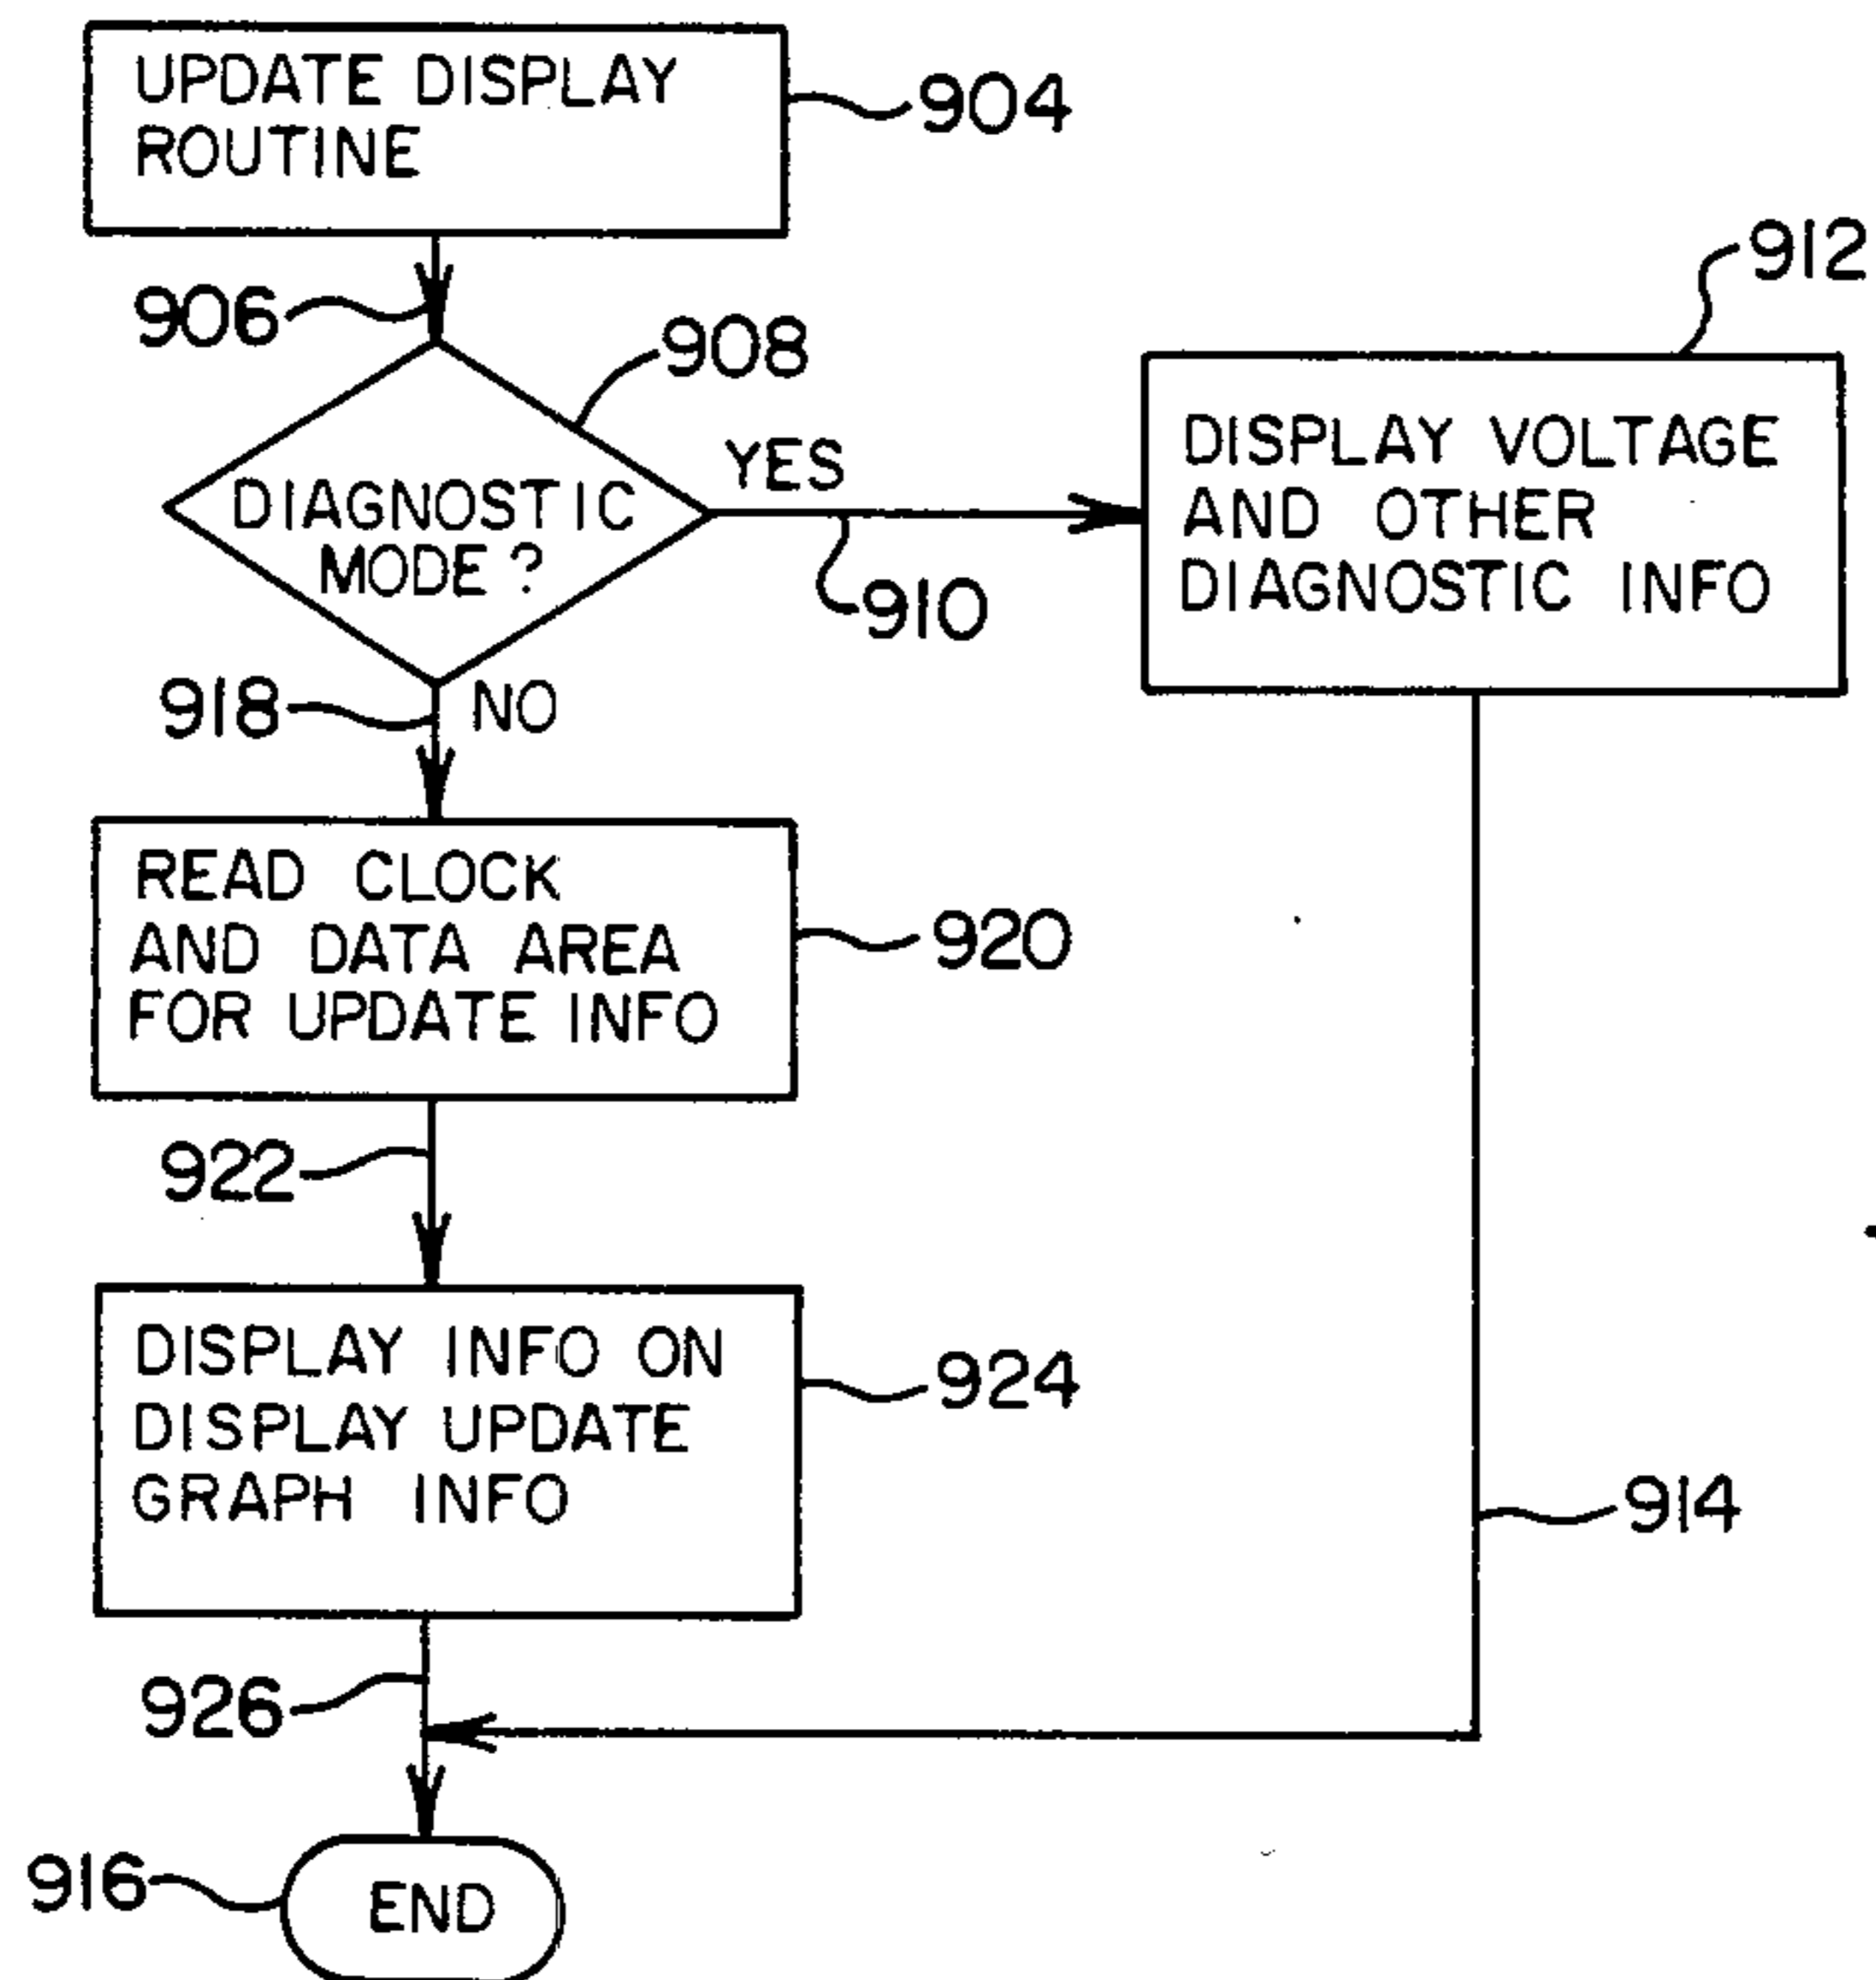 UPDATE DISPLAY
ROUTINE
904
906
908
912
DIAGNOSTIC
MODE?
YES
910
DISPLAY VOLTAGE
AND OTHER
DIAGNOSTIC INFO
918
NO
READ CLOCK
AND DATA AREA
FOR UPDATE INFO
920
922
DISPLAY INFO ON
DISPLAY UPDATE
GRAPH INFO
924
914
926
916
END